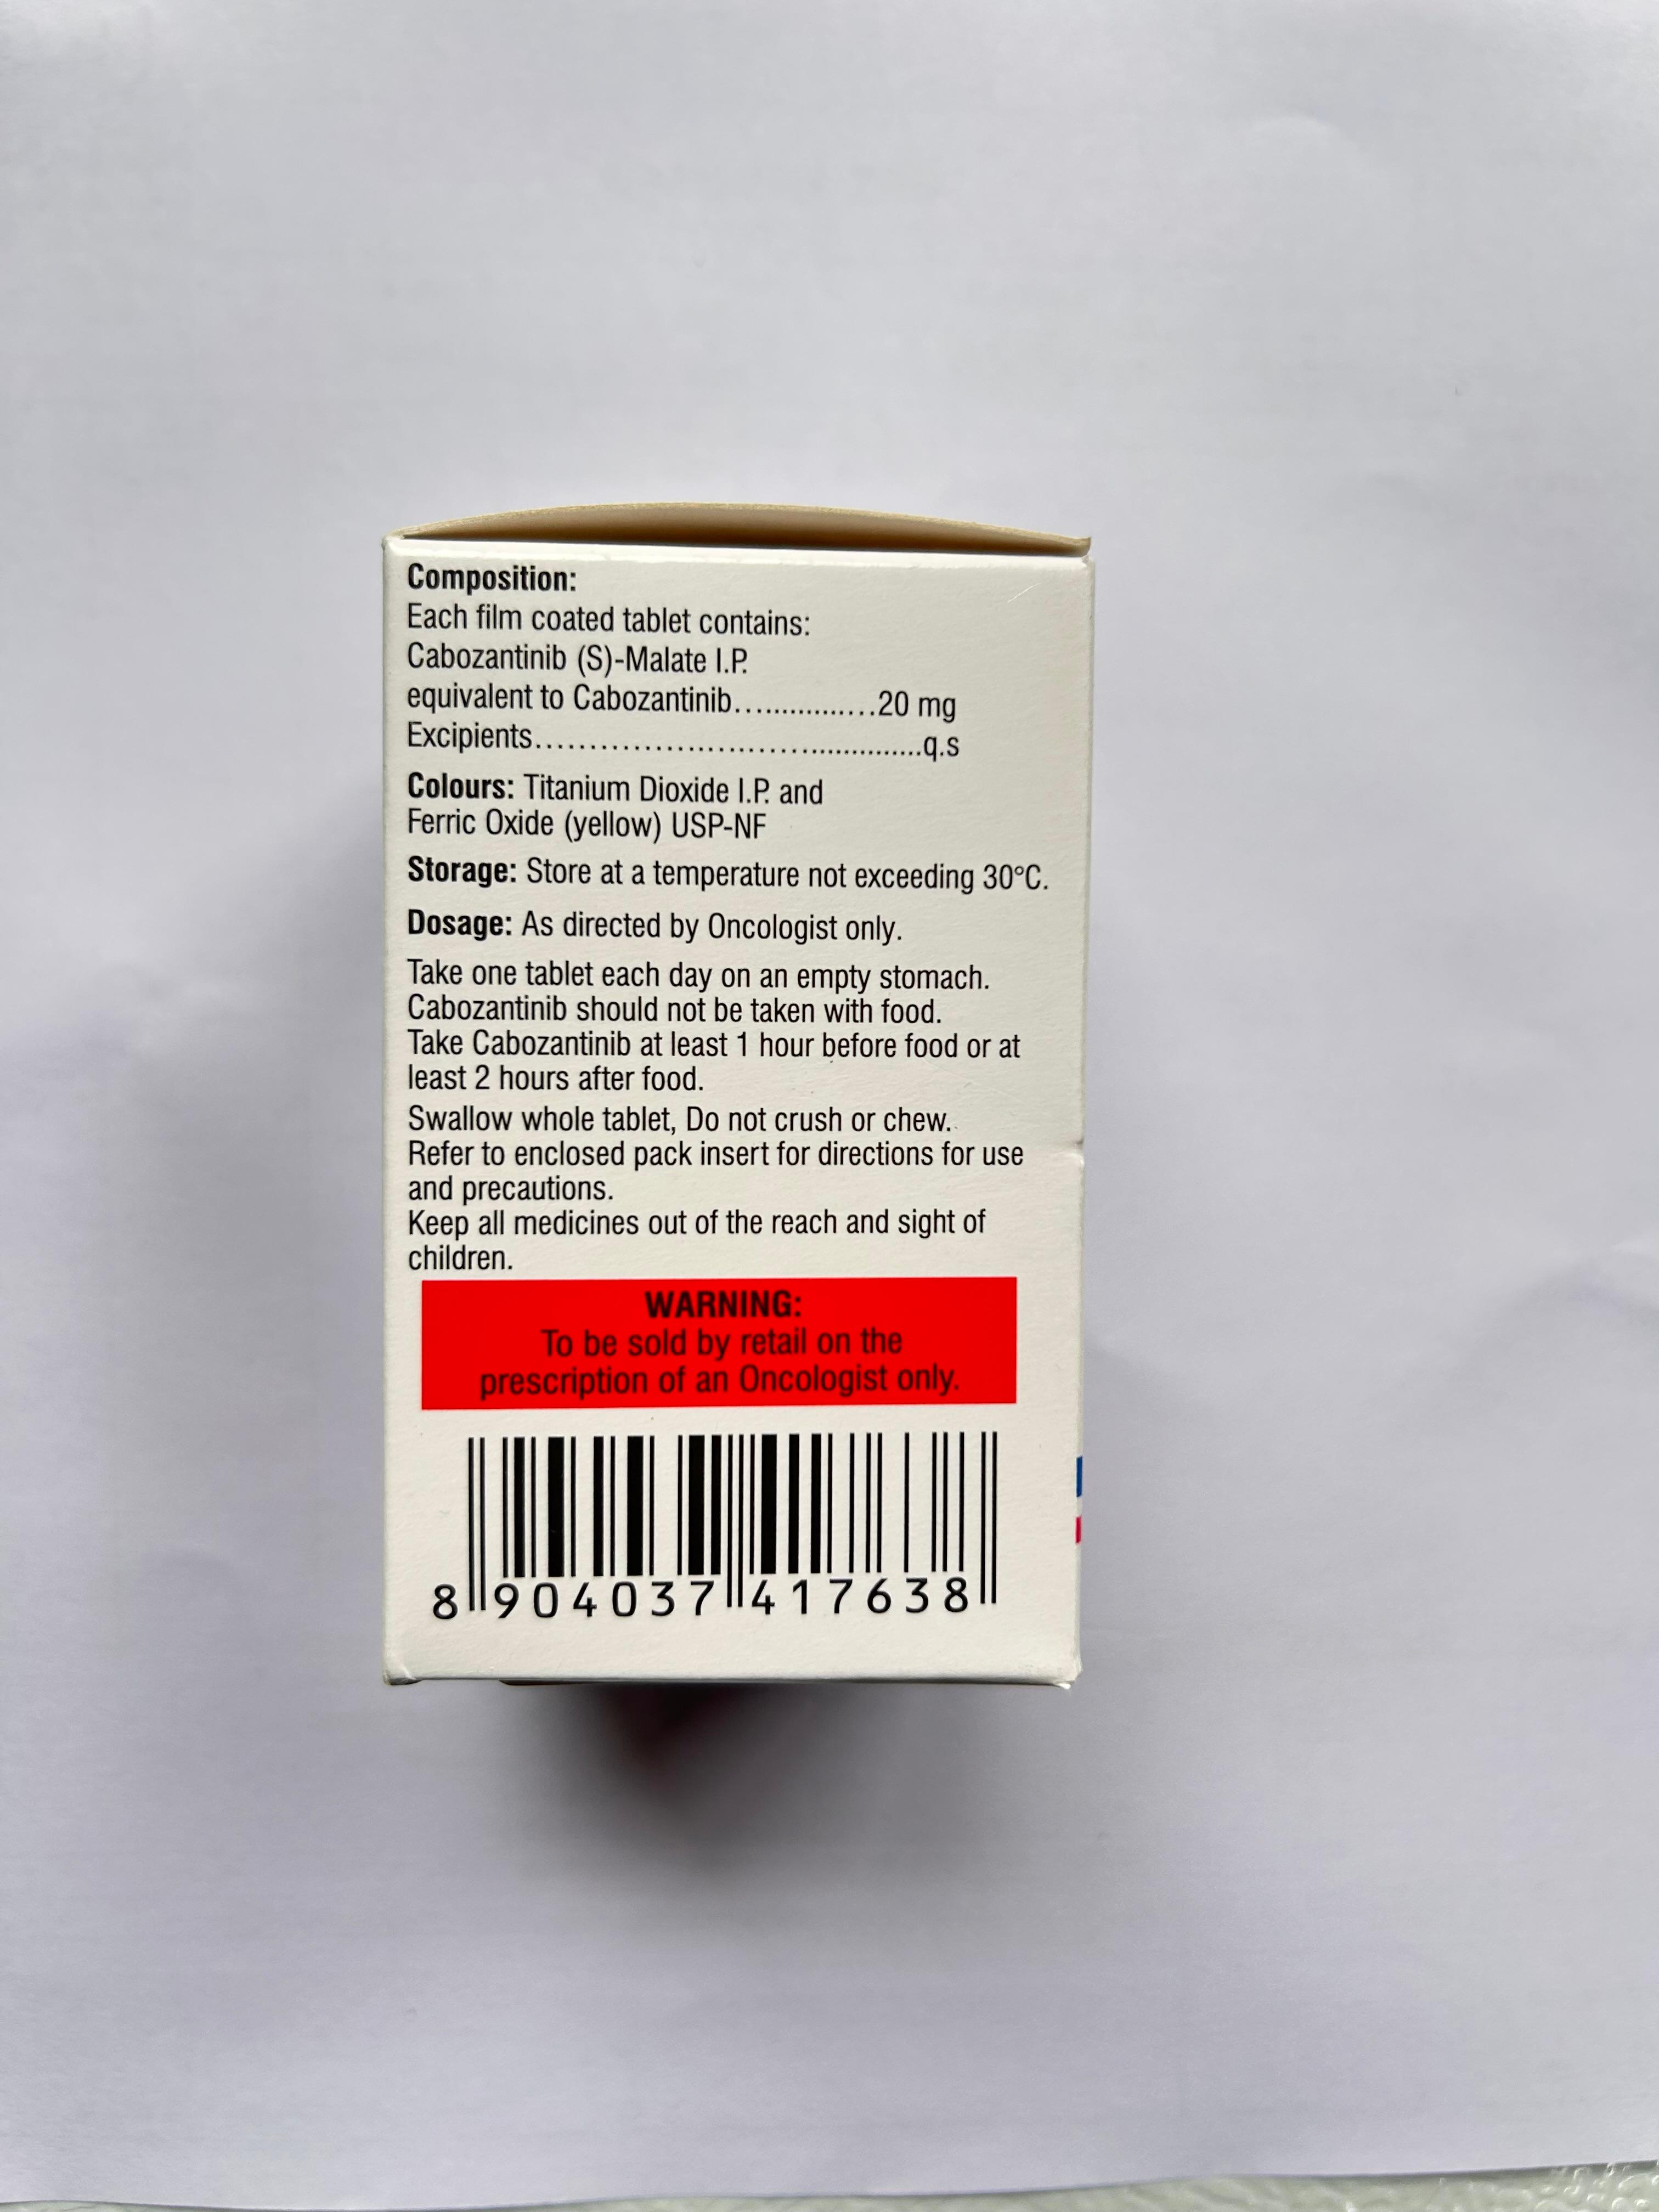 Composition:
Each film coated tablet contains:
Cabozantinib (S)-Malate I.P.
equivalent to Cabozantinib................20 mg
Excipients.......................................q.s
Colours: Titanium Dioxide I.P. and
Ferric Oxide (yellow) USP-NF
Storage: Store at a temperature not exceeding 30°C.
Dosage: As directed by Oncologist only.
Take one tablet each day on an empty stomach.
Cabozantinib should not be taken with food.
Take Cabozantinib at least 1 hour before food or at
least 2 hours after food.
Swallow whole tablet, Do not crush or chew.
Refer to enclosed pack insert for directions for use
and precautions.
Keep all medicines out of the reach and sight of
children.
WARNING:
To be sold by retail on the
prescription of an Oncologist only.
8 904037 417638